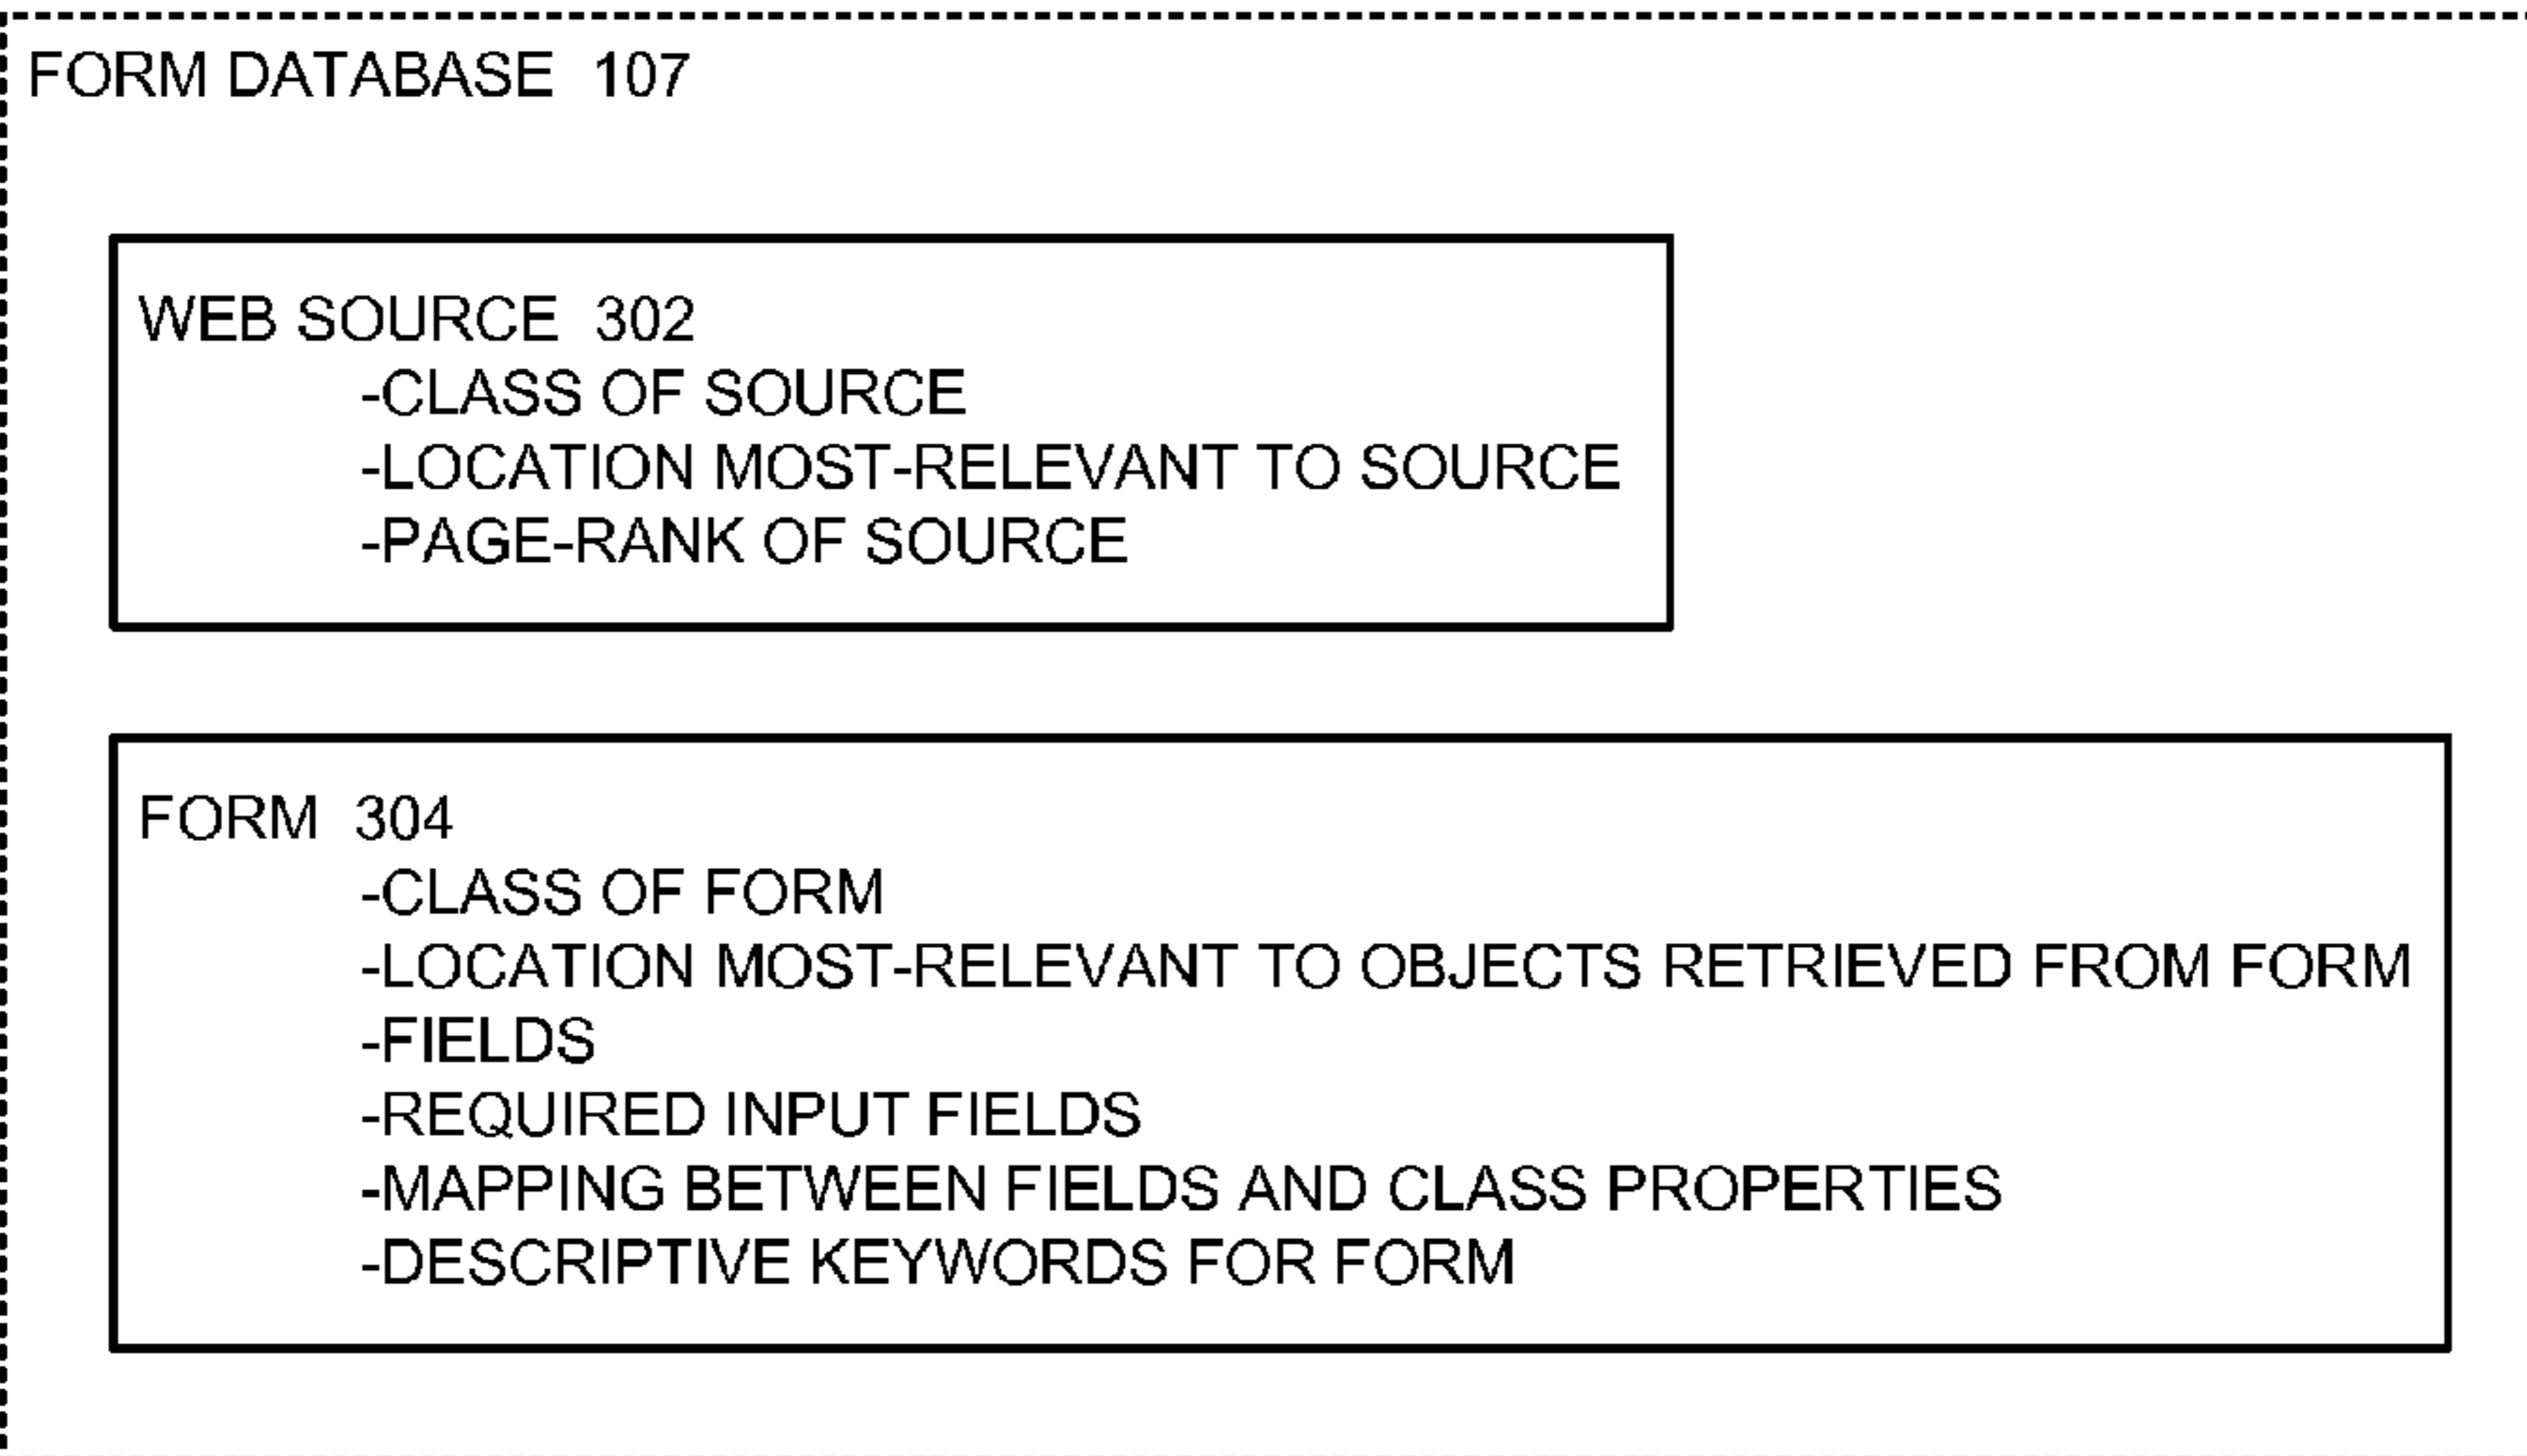 FORM DATABASE 107
WEB SOURCE 302
-CLASS OF SOURCE
-LOCATION MOST-RELEVANT TO SOURCE
-PAGE-RANK OF SOURCE
FORM 304
-CLASS OF FORM
-LOCATION MOST-RELEVANT TO OBJECTS RETRIEVED FROM FORM
-FIELDS
-REQUIRED INPUT FIELDS
-MAPPING BETWEEN FIELDS AND CLASS PROPERTIES
-DESCRIPTIVE KEYWORDS FOR FORM